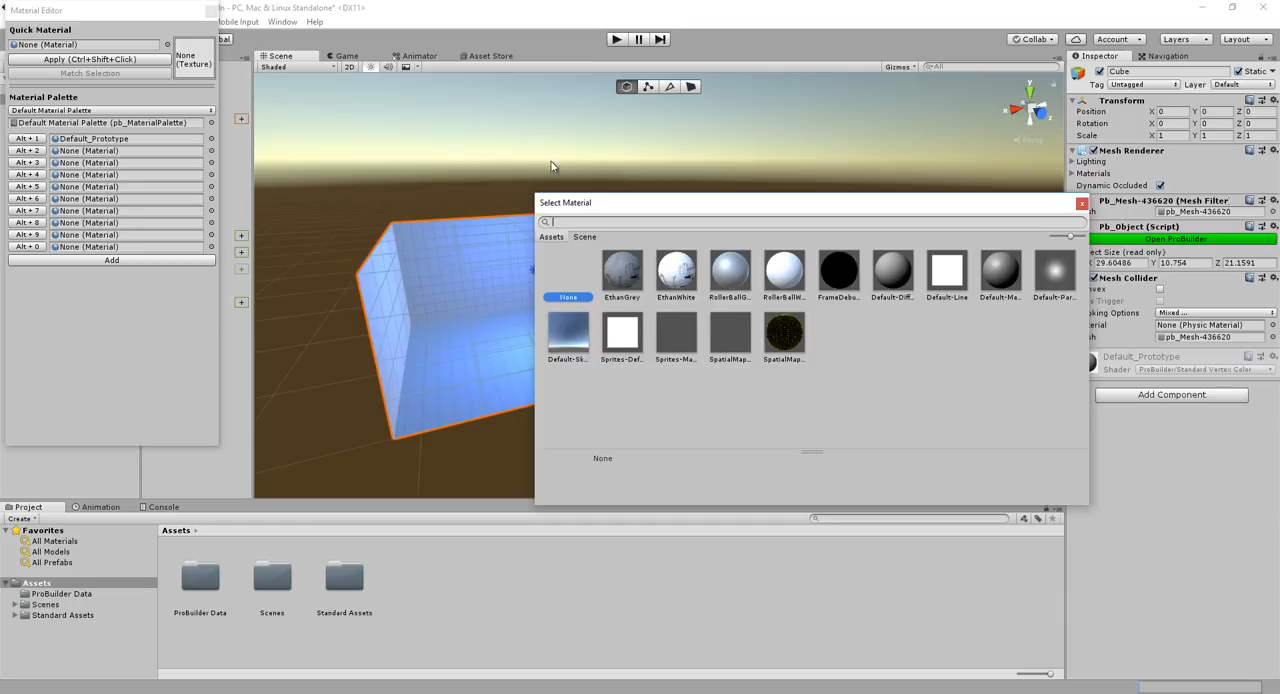 Material Editor
In - PC, Mac & Linux Standalone* <DX11>
Mobile Input Window Help
Quick Material
None (Material)
None
(Texture)
Apply (Ctrl+Shift+Click)
Match Selection
Material Palette
Default Material Palette
Default Material Palette (pb_MaterialPalette)
Alt + 1 Default_Prototype
Alt + 2 None (Material)
Alt + 3 None (Material)
Alt + 4 None (Material)
Alt + 5 None (Material)
Alt + 6 None (Material)
Alt + 7 None (Material)
Alt + 8 None (Material)
Alt + 9 None (Material)
Alt + 0 None (Material)
Add
Collab Account Layers Layout
Scene Game Animator Asset Store
Shaded 2D Gizmos All
y
x
z
Persp
Select Material
Assets Scene
None EthanGrey EthanWhite RollerBallG... RollerBallW... FrameDebu... Default-Diff... Default-Line Default-Ma... Default-Par...
Default-Sk... Sprites-Def... Sprites-Ma... SpatialMap... SpatialMap...
None
Inspector Navigation
Cube Static
Tag Untagged Layer Default
Transform
Position X 0 Y 0 Z 0
Rotation X 0 Y 0 Z 0
Scale X 1 Y 1 Z 1
Mesh Renderer
Lighting
Materials
Dynamic Occluded
Pb_Mesh-436620 (Mesh Filter
h pb_Mesh-436620
Pb_Object (Script)
Open ProBuilder
ect Size (read only)
29.60486 Y 10.754 Z 21.1591
Mesh Collider
nvex
s Trigger
king Options Mixed ...
terial None (Physic Material)
h pb_Mesh-436620
Default_Prototype
Shader ProBuilder/Standard Vertex Color
Add Component
Project Animation Console
Create
Favorites
All Materials
All Models
All Prefabs
Assets
ProBuilder Data
Scenes
Standard Assets
Assets
ProBuilder Data Scenes Standard Assets